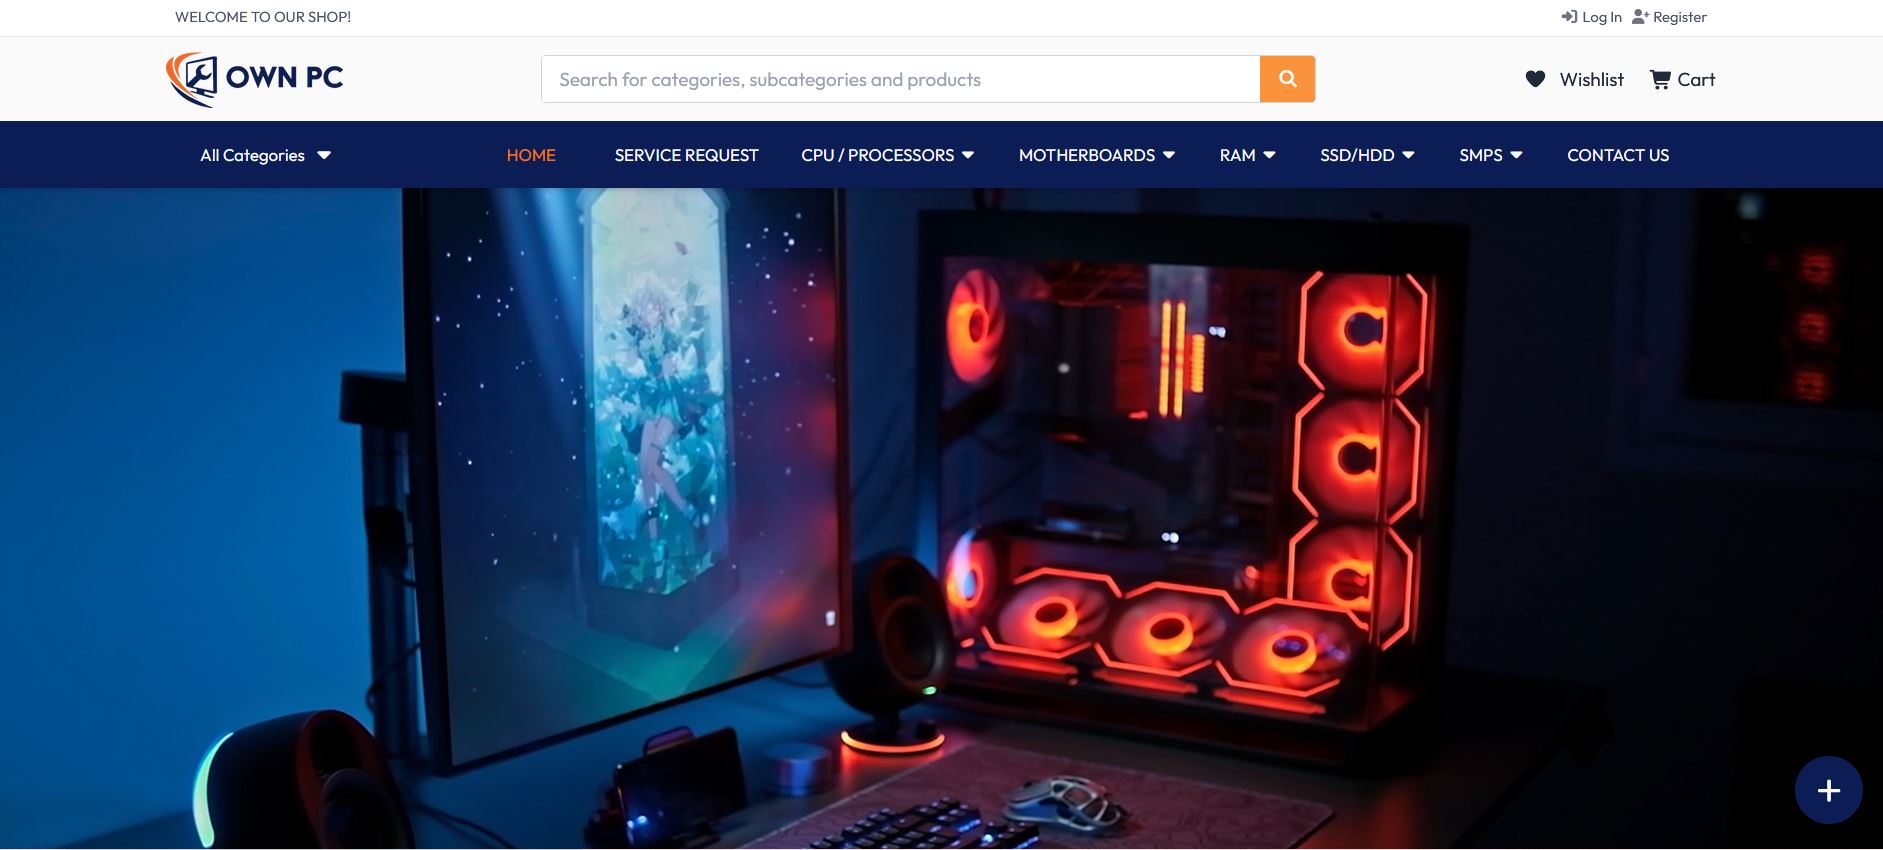 WELCOME TO OUR SHOP!
Log In Register
OWN PC
Search for categories, subcategories and products
Wishlist Cart
All Categories HOME SERVICE REQUEST CPU / PROCESSORS MOTHERBOARDS RAM SSD/HDD SMPS CONTACT US